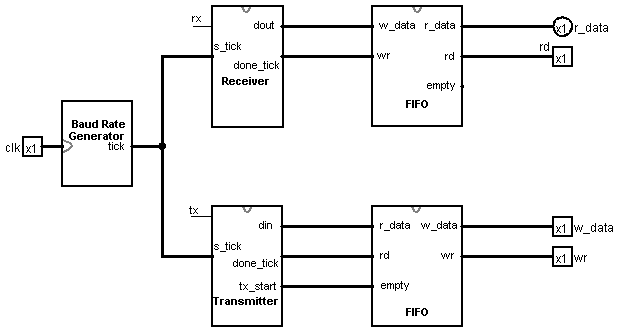 rx
dout
w_data
r_data
x1
r_data
s_tick
done_tick
wr
rd
rd
x1
Receiver
empty
FIFO
Baud Rate
Generator
tick
clk
x1
tx
din
r_data
w_data
x1
w_data
s_tick
done_tick
rd
wr
x1
wr
tx_start
empty
Transmitter
FIFO